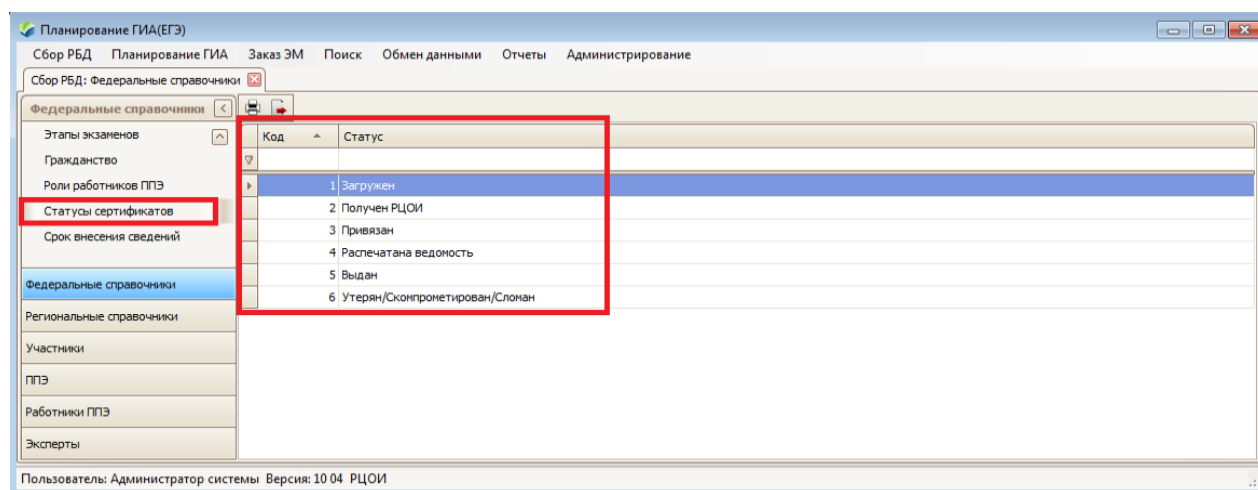 Планирование ГИА(ЕГЭ)
Сбор РБД Планирование ГИА Заказ ЭМ Поиск Обмен данными Отчеты Администрирование
Сбор РБД: Федеральные справочники
Федеральные справочники
Этапы экзаменов
Гражданство
Роли работников ППЭ
Статусы сертификатов
Срок внесения сведений
Федеральные справочники
Региональные справочники
Участники
ППЭ
Работники ППЭ
Эксперты
Код Статус
1 Загружен
2 Получен РЦОИ
3 Привязан
4 Распечатана ведомость
5 Выдан
6 Утерян/Скомпрометирован/Сломан
Пользователь: Администратор системы Версия: 10 04 РЦОИ